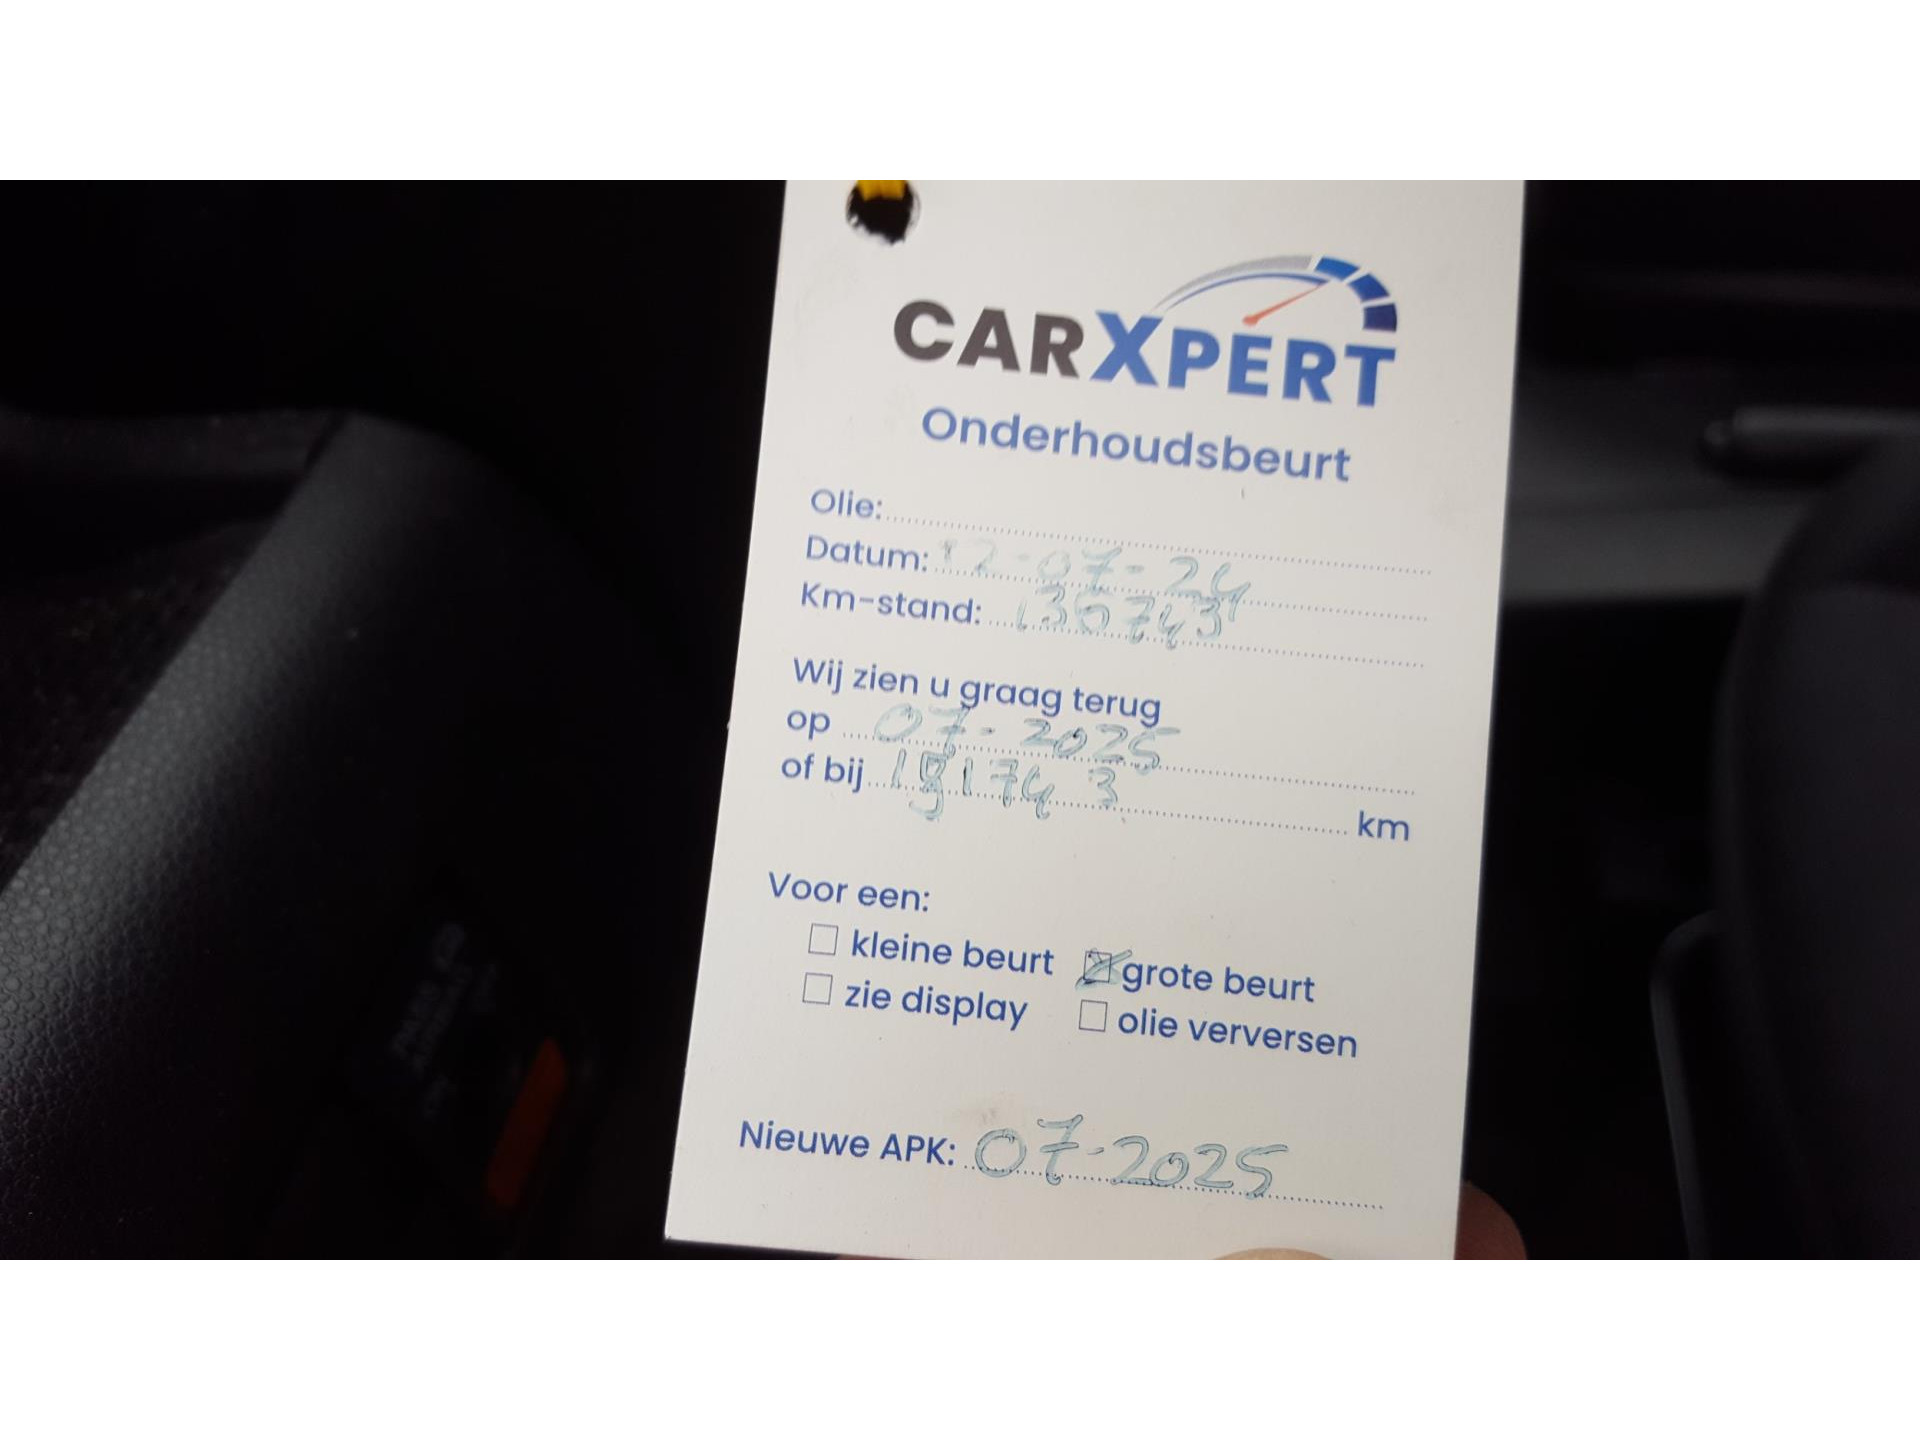 CARXPERT
Onderhoudsbeurt
Olie:
Datum: 12-07-24
Km-stand: 136743
Wij zien u graag terug
op 07-2025
of bij 151743 km
Voor een:
kleine beurt grote beurt
zie display olie verversen
Nieuwe APK: 07-2025